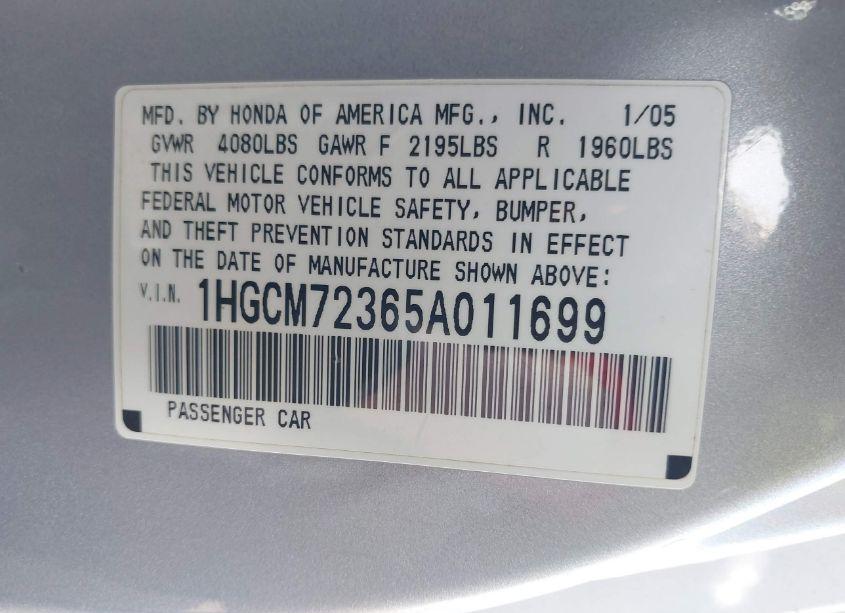 MFD. BY HONDA OF AMERICA MFG., INC. 1/05
GVWR 4080LBS GAWR F 2195LBS R 1960LBS
THIS VEHICLE CONFORMS TO ALL APPLICABLE
FEDERAL MOTOR VEHICLE SAFETY, BUMPER,
AND THEFT PREVENTION STANDARDS IN EFFECT
ON THE DATE OF MANUFACTURE SHOWN ABOVE:
V.I.N. 1HGCM72365A011699
PASSENGER CAR